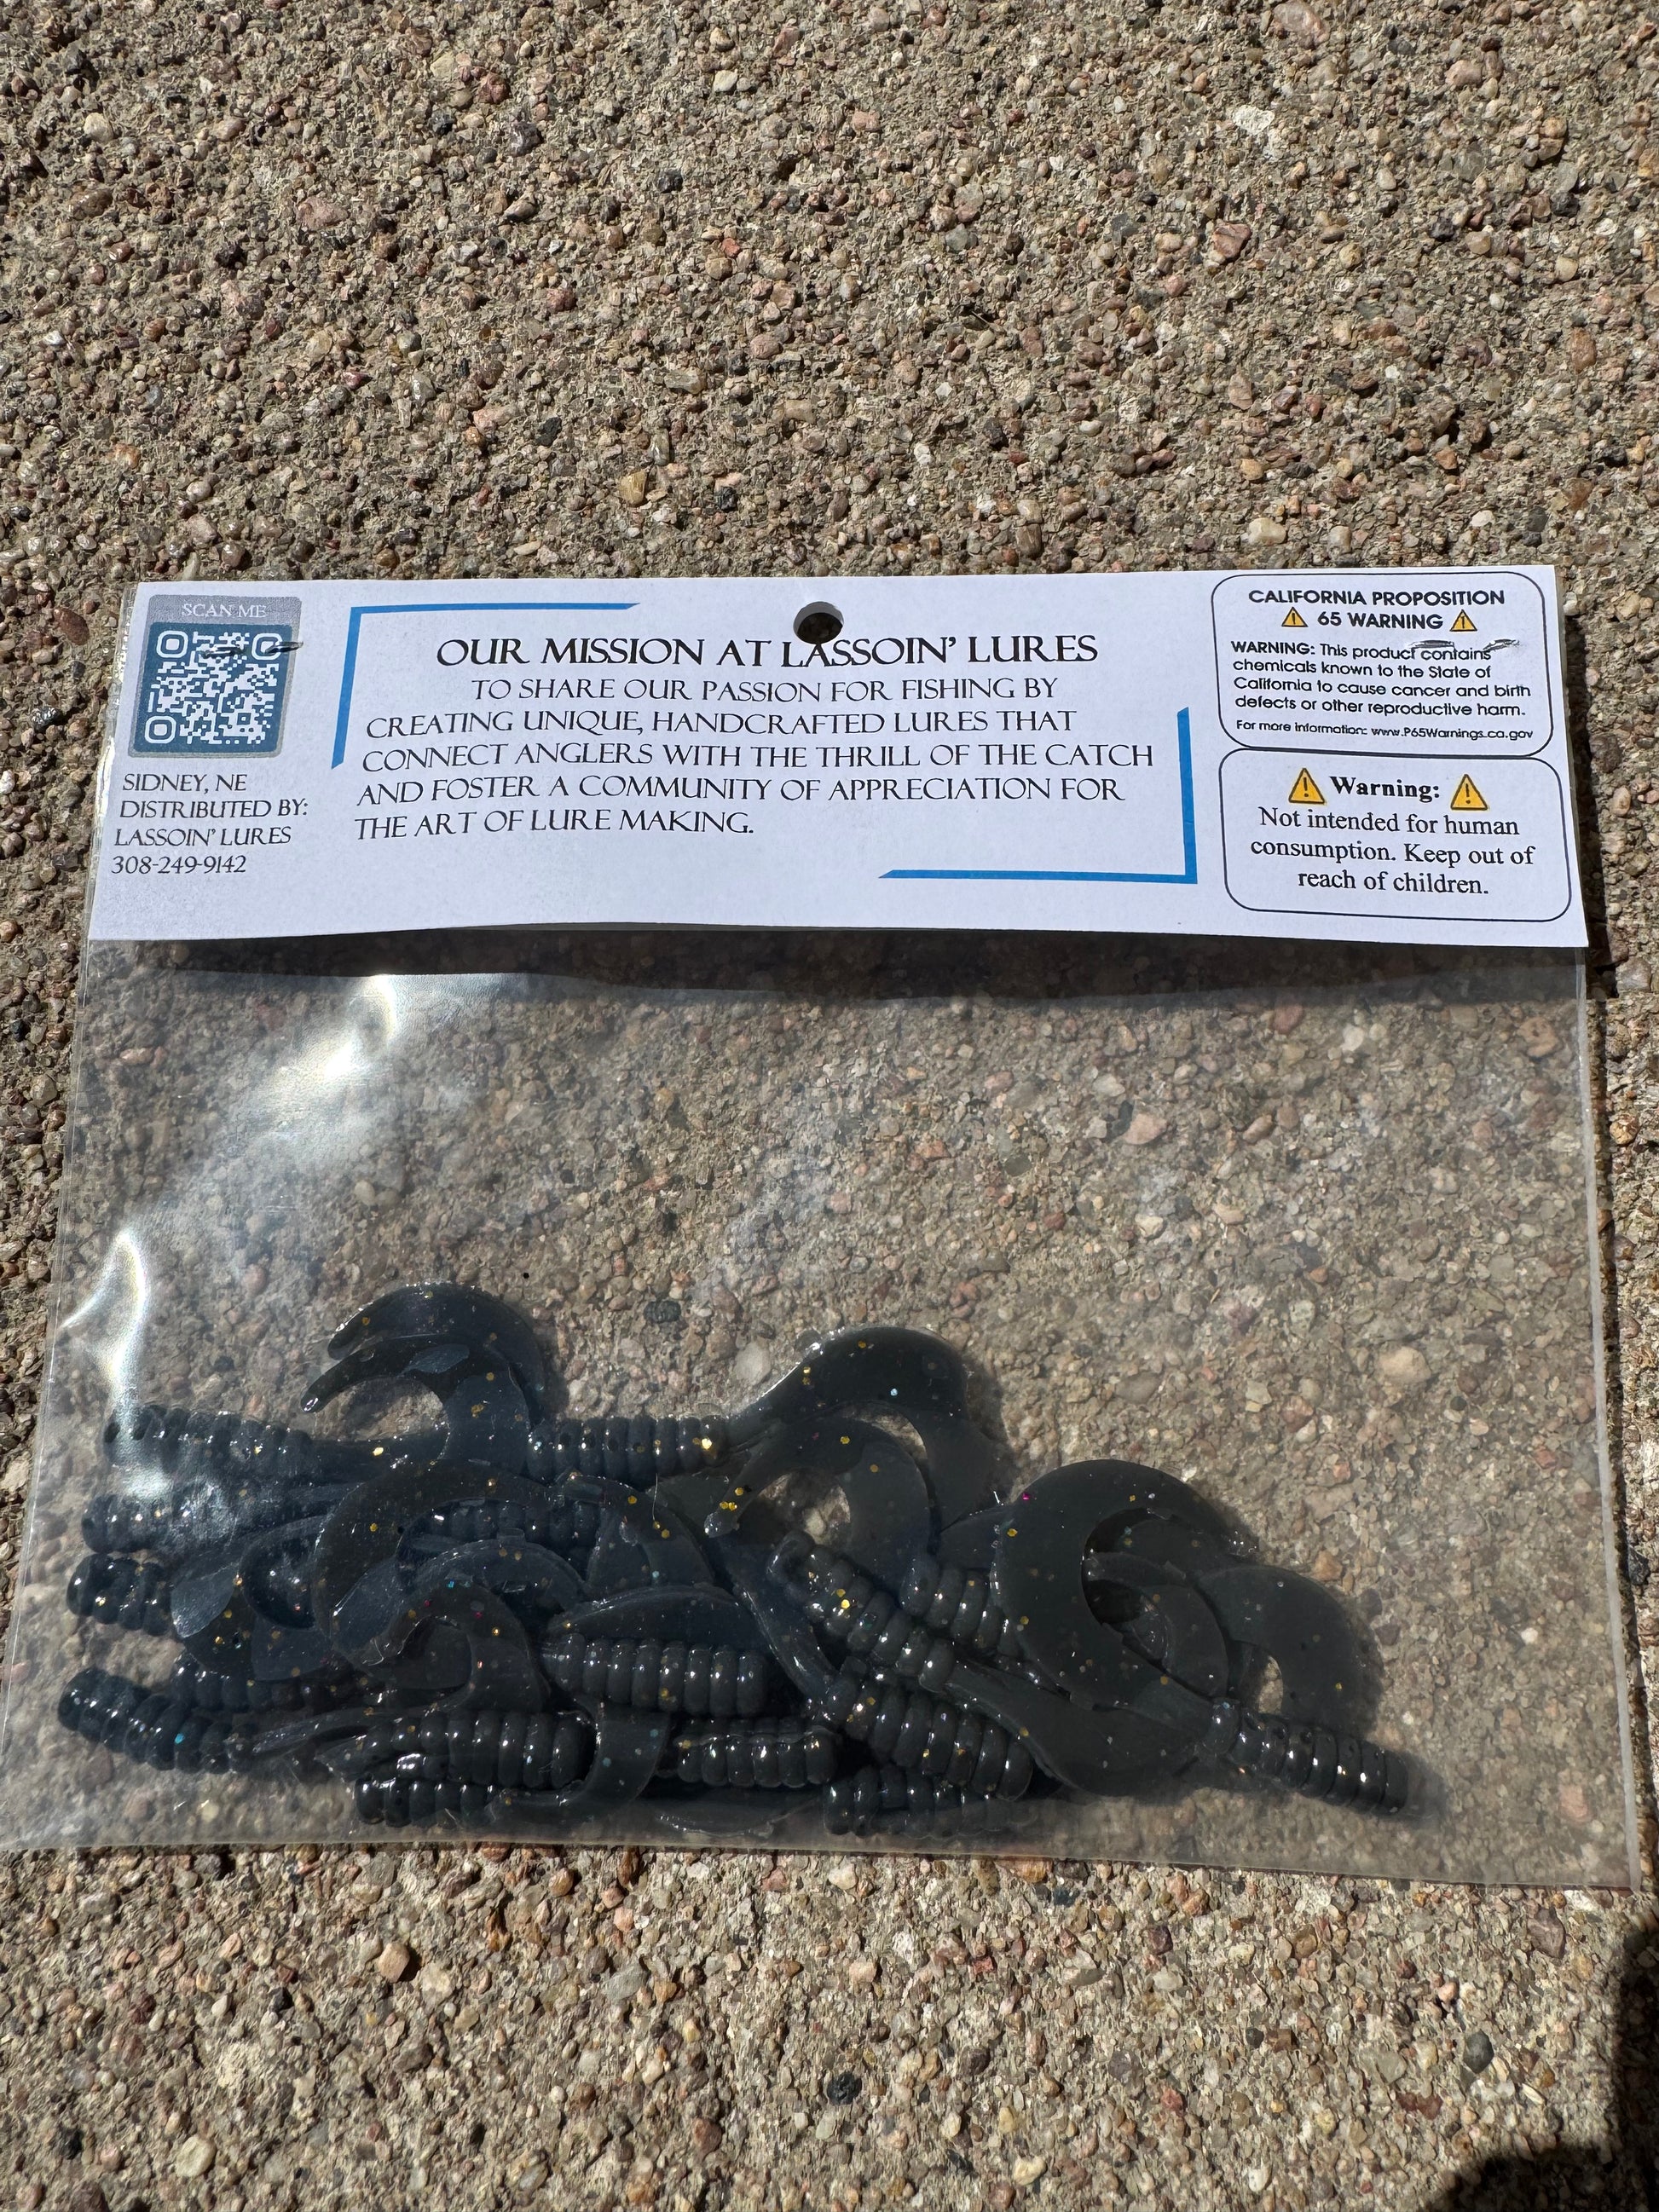 SCAN ME
SIDNEY, NE
DISTRIBUTED BY:
LASSOIN' LURES
308-249-9142
OUR MISSION AT LASSOIN' LURES
TO SHARE OUR PASSION FOR FISHING BY
CREATING UNIQUE, HANDCRAFTED LURES THAT
CONNECT ANGLERS WITH THE THRILL OF THE CATCH
AND FOSTER A COMMUNITY OF APPRECIATION FOR
THE ART OF LURE MAKING.
CALIFORNIA PROPOSITION
65 WARNING
WARNING: This product contains
chemicals known to the State of
California to cause cancer and birth
defects or other reproductive harm.
For more information: www.P65Warnings.ca.gov
Warning:
Not intended for human
consumption. Keep out of
reach of children.